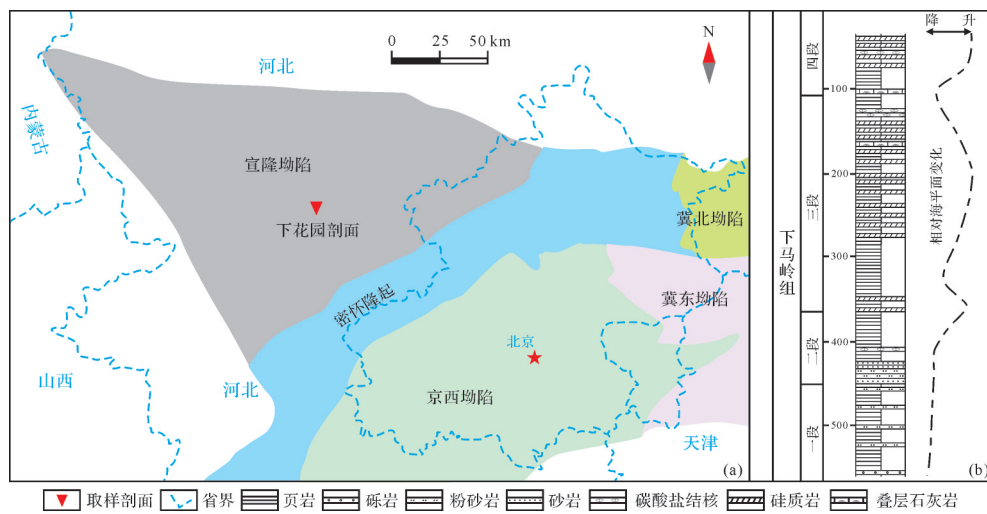 0 25 50 km
N
河北
内蒙古
宣隆坳陷
下花园剖面
冀北坳陷
密怀隆起
冀东坳陷
北京
山西
河北
京西坳陷
天津
(a)
下马岭组
四段
三段
二段
一段
100
200
300
400
500
降 升
相对海平面变化
(b)
取样剖面 省界 页岩 砾岩 粉砂岩 砂岩 碳酸盐结核 硅质岩 叠层石灰岩